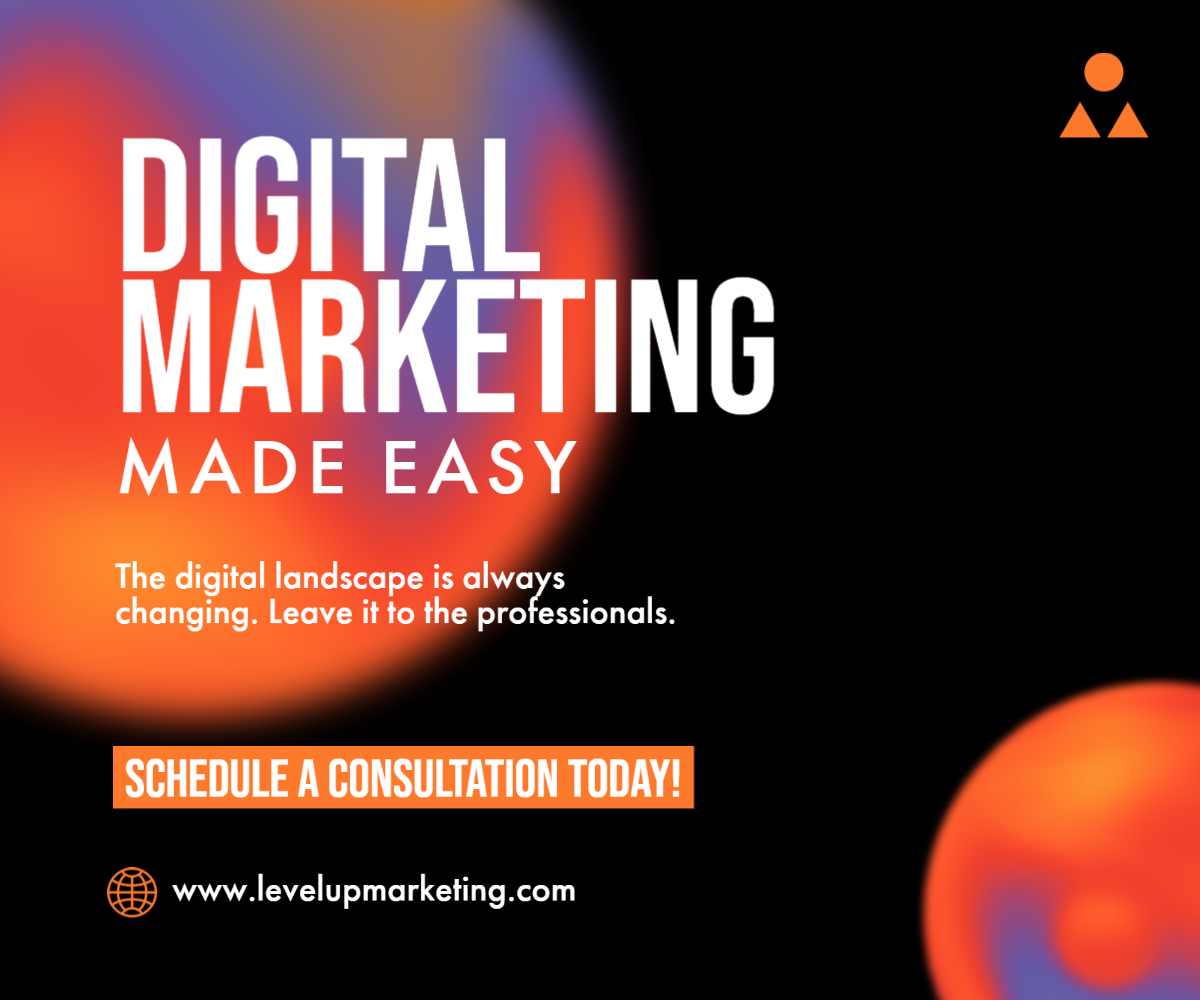 DIGITAL
MARKETING
MADE EASY
The digital landscape is always
changing. Leave it to the professionals.
SCHEDULE A CONSULTATION TODAY!
www.levelupmarketing.com